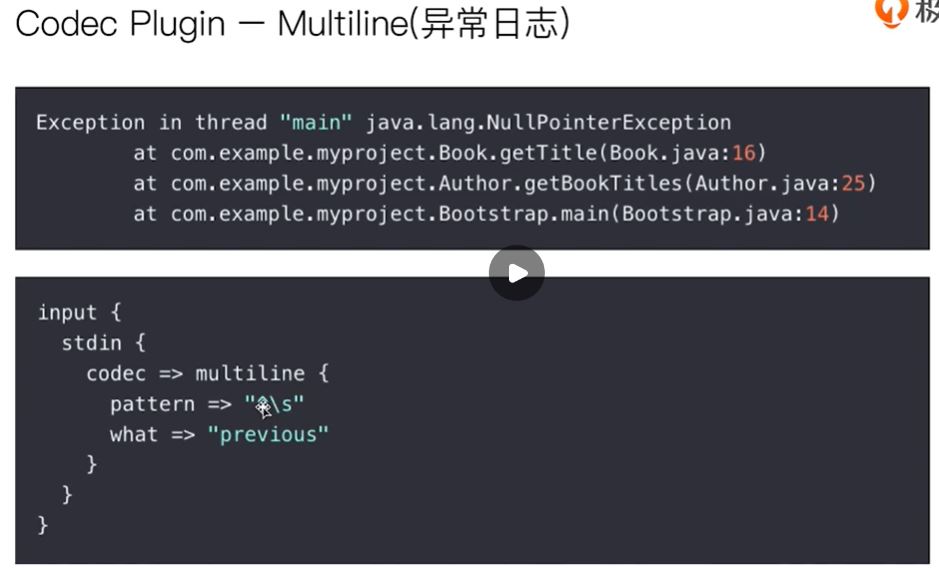 Codec Plugin — Multiline(异常日志)
极
Exception in thread "main" java.lang.NullPointerException
at com.example.myproject.Book.getTitle(Book.java:16)
at com.example.myproject.Author.getBookTitles(Author.java:25)
at com.example.myproject.Bootstrap.main(Bootstrap.java:14)
input {
stdin {
codec => multiline {
pattern => "^\s"
what => "previous"
}
}
}